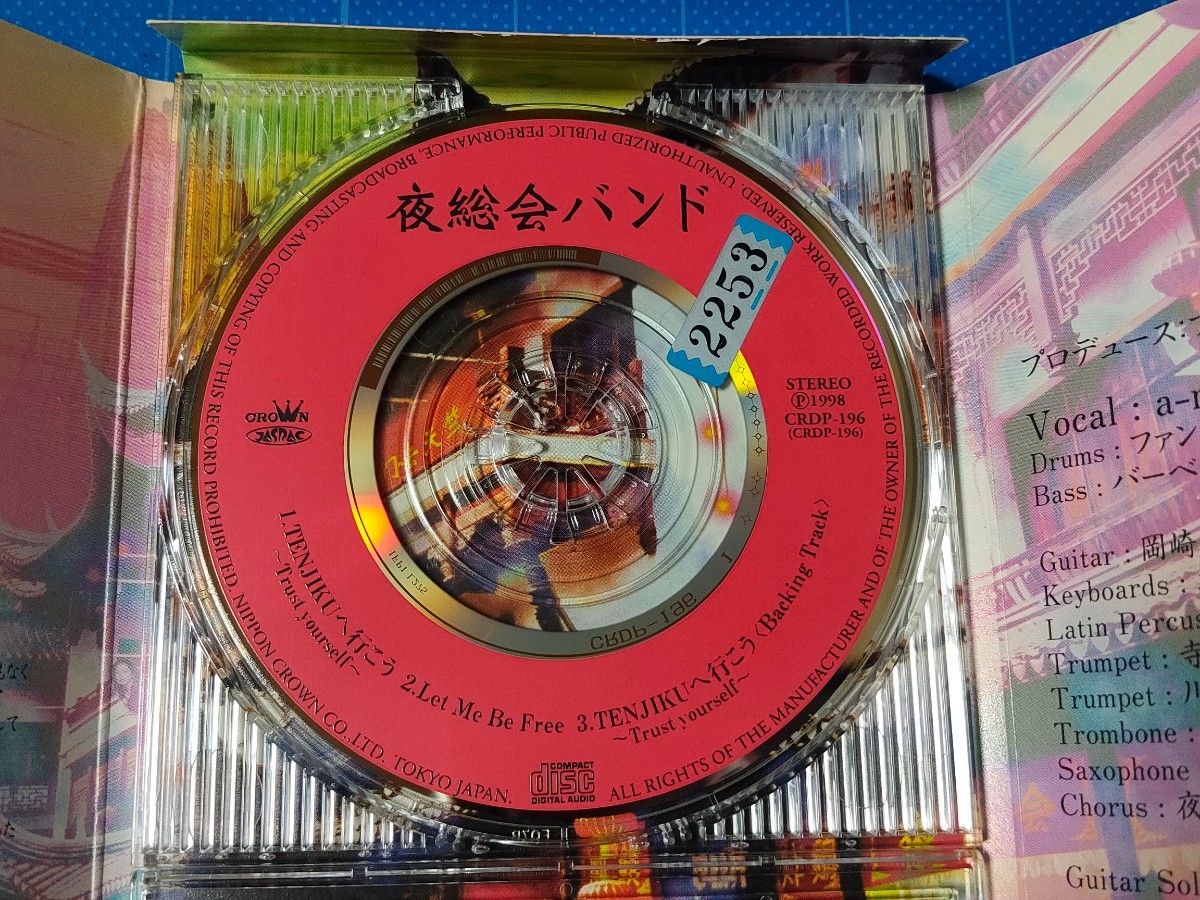 夜総会バンド
2253
CROWN
JASRAC
STEREO
Ⓟ1998
CRDP-196
(CRDP-196)
1.TENJIKUへ行こう
~Trust yourself~
2.Let Me Be Free
3.TENJIKUへ行こう〈Backing Track〉
~Trust yourself~
COMPACT
disc
DIGITAL AUDIO
ALL RIGHTS OF THE MANUFACTURER AND OF THE OWNER OF THE RECORDED WORK RESERVED. UNAUTHORIZED PUBLIC PERFORMANCE, BROADCASTING AND COPYING OF THIS RECORD PROHIBITED. NIPPON CROWN CO.,LTD. TOKYO JAPAN.
CRDP-196
プロデュース:
Vocal : a-
Drums : ファン
Bass : バーベ
Guitar : 岡崎
Keyboards :
Latin Percus
Trumpet : 寺
Trumpet :
Trombone :
Saxophone
Chorus : 夜
Guitar Sol
なく
て
して
た